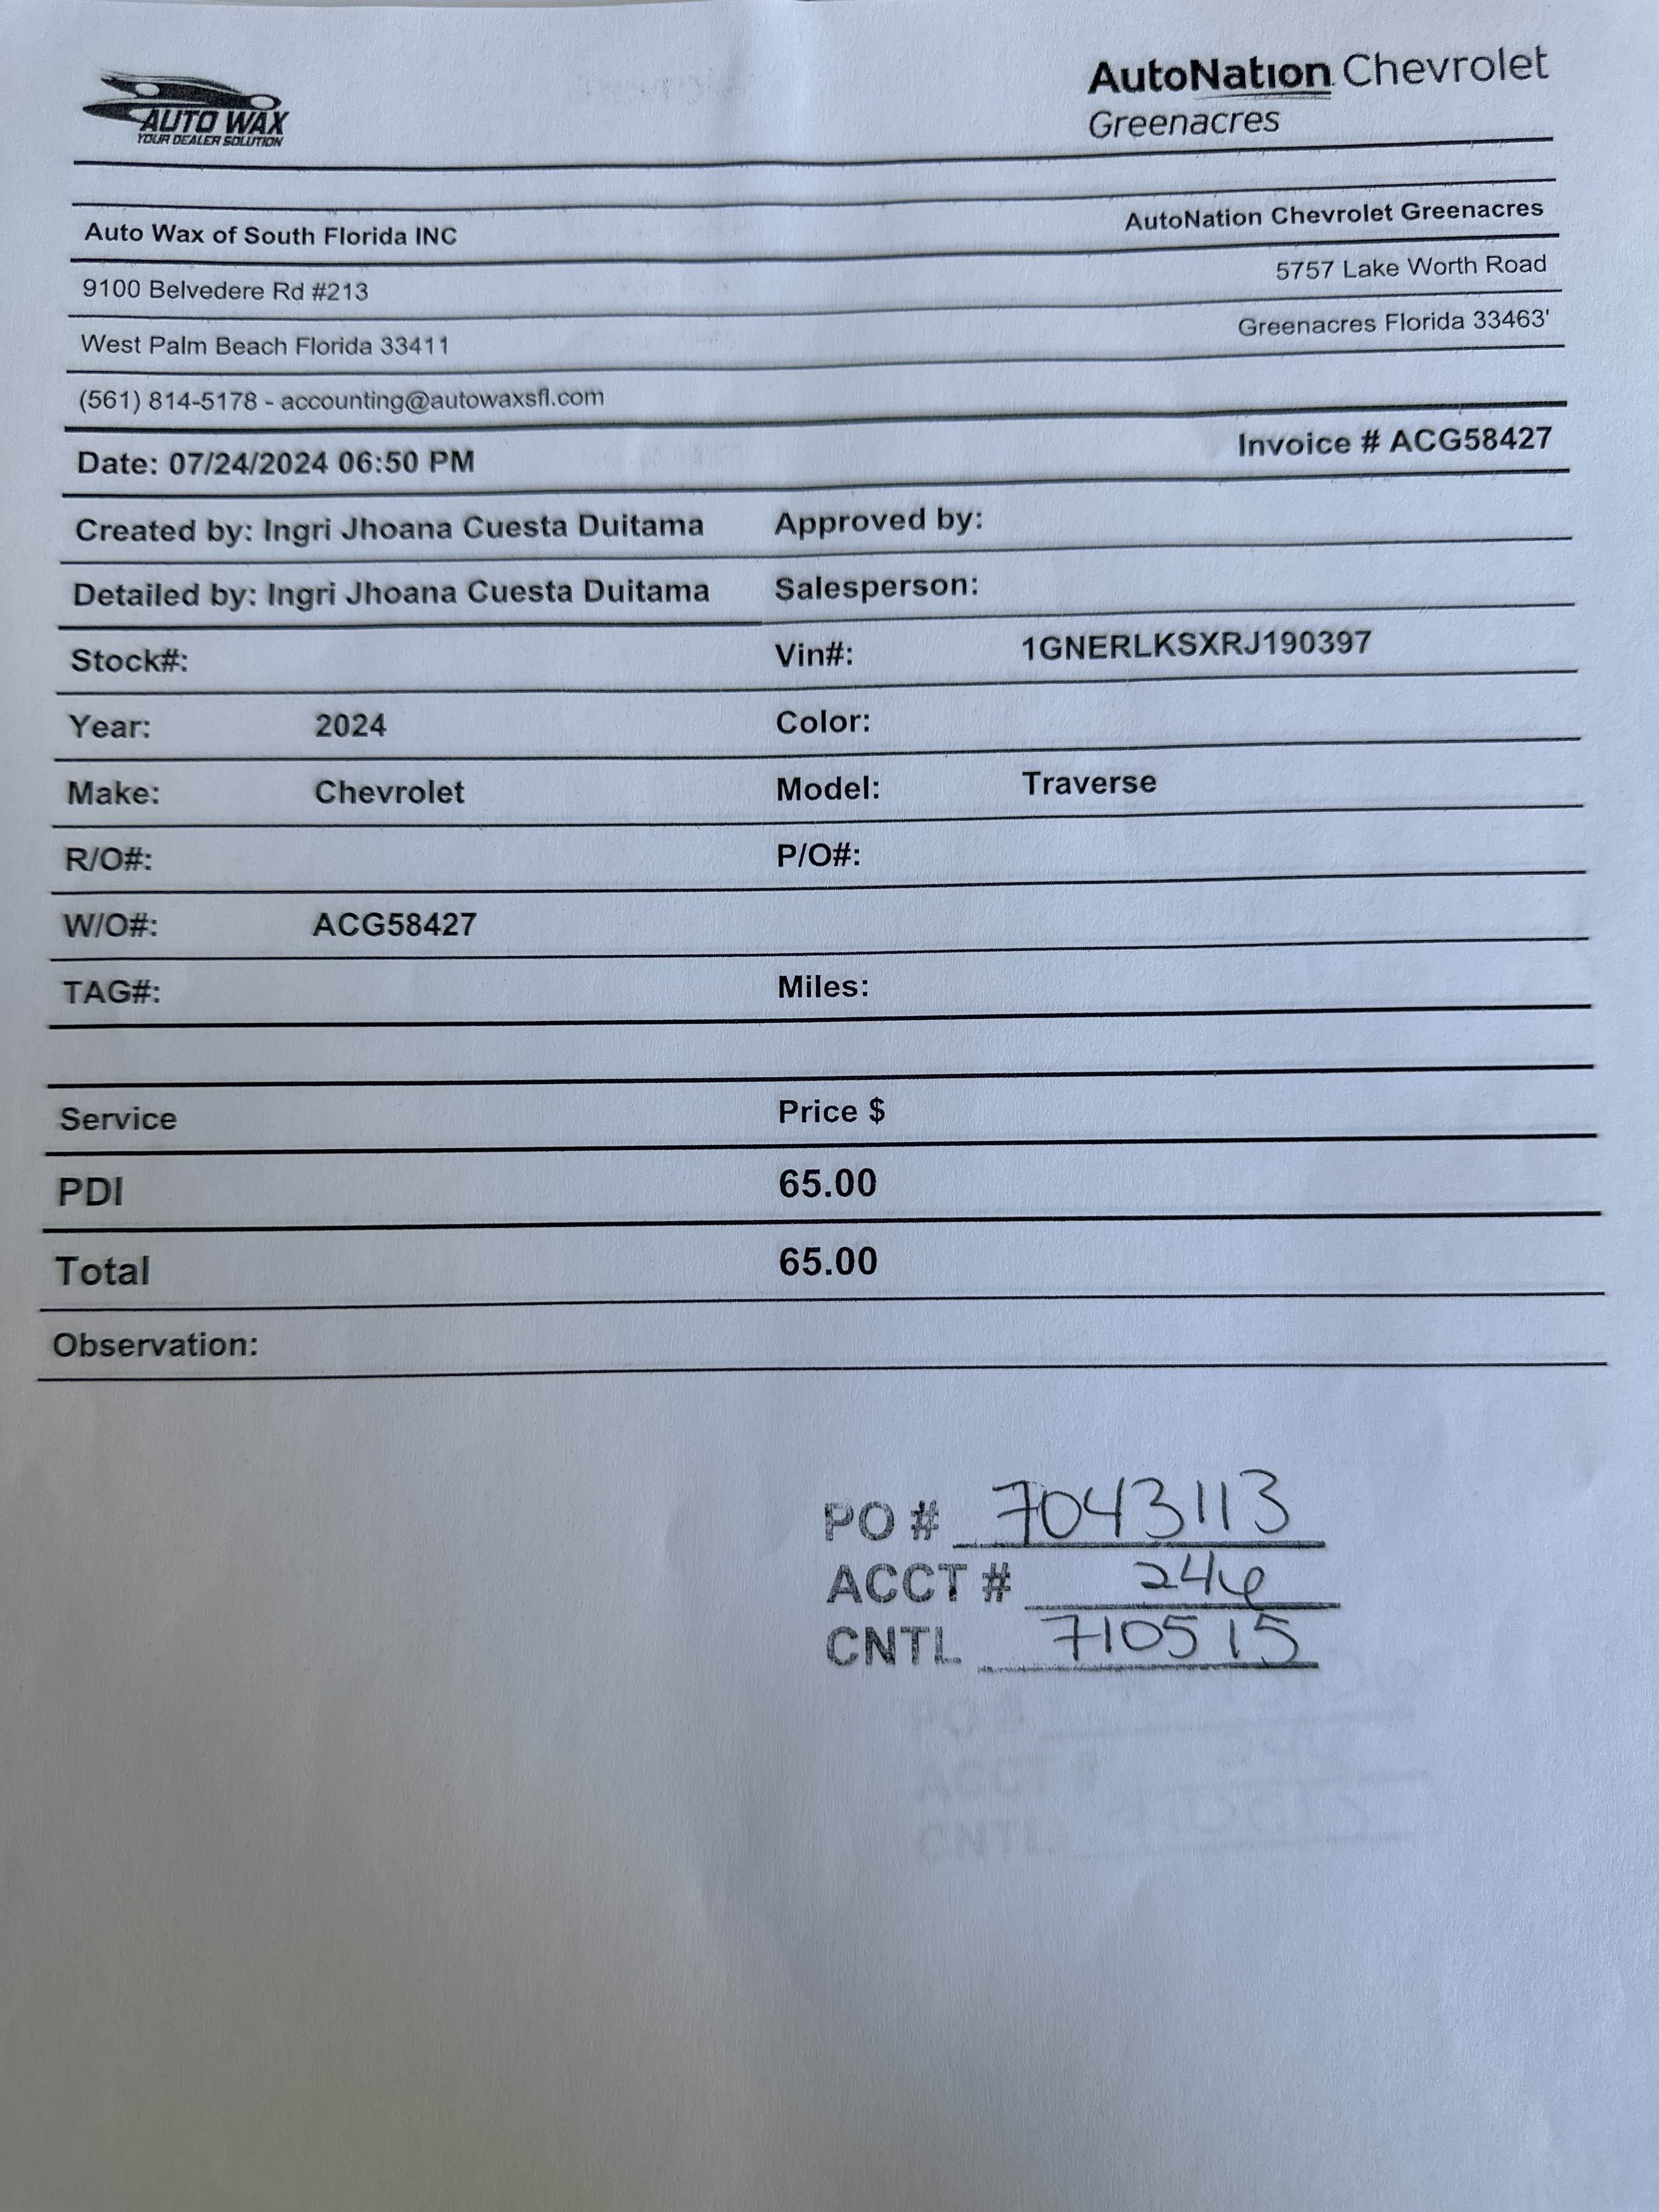 AUTO WAX
YOUR DEALER SOLUTION
AutoNation Chevrolet
Greenacres
Auto Wax of South Florida INC
AutoNation Chevrolet Greenacres
9100 Belvedere Rd #213
5757 Lake Worth Road
West Palm Beach Florida 33411
Greenacres Florida 33463'
(561) 814-5178 - accounting@autowaxsfl.com
Date: 07/24/2024 06:50 PM
Invoice # ACG58427
Created by: Ingri Jhoana Cuesta Duitama Approved by:
Detailed by: Ingri Jhoana Cuesta Duitama Salesperson:
Stock#: Vin#: 1GNERLKSXRJ190397
Year: 2024 Color:
Make: Chevrolet Model: Traverse
R/O#: P/O#:
W/O#: ACG58427
TAG#: Miles:
Service Price $
PDI 65.00
Total 65.00
Observation:
PO # 7043113
ACCT # 246
CNTL 710515
PO #
ACCT #
CNTL